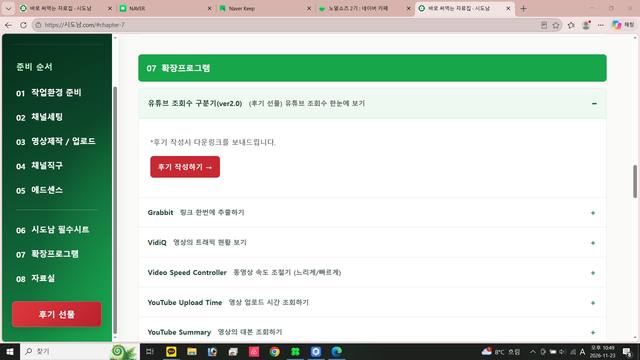 바로 써먹는 자료집 - 시도남
NAVER
Naver Keep
노열쇼즈 2기 : 네이버 카페
바로 써먹는 자료집 - 시도남
https://시도남.com/#chapter-7
채팅
준비 순서
01 작업환경 준비
02 채널세팅
03 영상제작 / 업로드
04 채널직구
05 에드센스
06 시도남 필수시트
07 확장프로그램
08 자료실
후기 선물
07 확장프로그램
유튜브 조회수 구분기(ver2.0) (후기 선물) 유튜브 조회수 한눈에 보기
*후기 작성시 다운링크를 보내드립니다.
후기 작성하기 →
Grabbit 링크 한번에 추출하기
VidiQ 영상의 트래픽 현황 보기
Video Speed Controller 동영상 속도 조절기 (느리게/빠르게)
YouTube Upload Time 영상 업로드 시간 조회하기
YouTube Summary 영상의 대본 조회하기
찾기
8°C 흐림
A
오후 10:49
2026-11-23